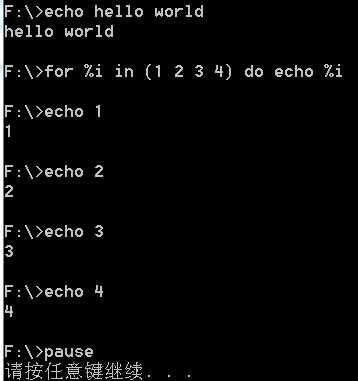 F:\>echo hello world
hello world
F:\>for %i in (1 2 3 4) do echo %i
F:\>echo 1
1
F:\>echo 2
2
F:\>echo 3
3
F:\>echo 4
4
F:\>pause
请按任意键继续. . .